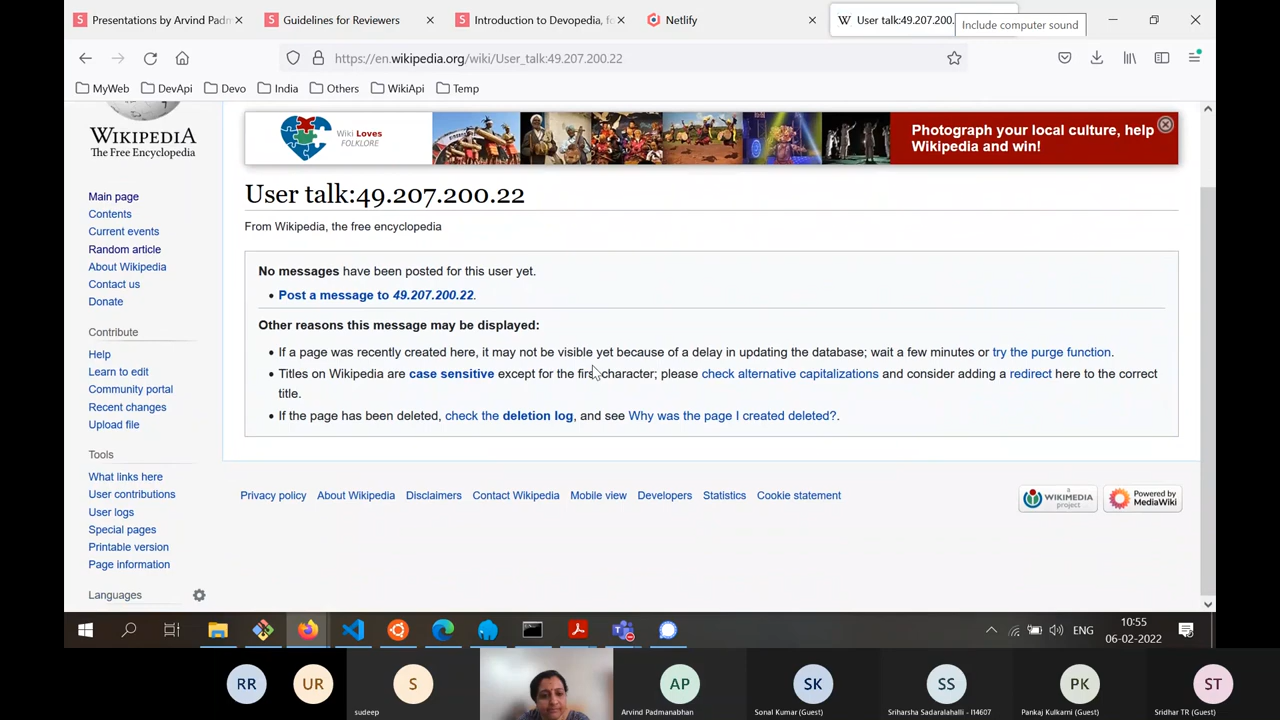 Presentations by Arvind Padm
Guidelines for Reviewers
Introduction to Devopedia, fo
Netlify
User talk:49.207.200.
Include computer sound
https://en.wikipedia.org/wiki/User_talk:49.207.200.22
MyWeb
DevApi
Devo
India
Others
WikiApi
Temp
WIKIPEDIA
The Free Encyclopedia
Main page
Contents
Current events
Random article
About Wikipedia
Contact us
Donate
Contribute
Help
Learn to edit
Community portal
Recent changes
Upload file
Tools
What links here
User contributions
User logs
Special pages
Printable version
Page information
Languages
Wiki Loves
FOLKLORE
Photograph your local culture, help
Wikipedia and win!
User talk:49.207.200.22
From Wikipedia, the free encyclopedia
No messages have been posted for this user yet.
• Post a message to 49.207.200.22.
Other reasons this message may be displayed:
• If a page was recently created here, it may not be visible yet because of a delay in updating the database; wait a few minutes or try the purge function.
• Titles on Wikipedia are case sensitive except for the first character; please check alternative capitalizations and consider adding a redirect here to the correct
title.
• If the page has been deleted, check the deletion log, and see Why was the page I created deleted?.
Privacy policy
About Wikipedia
Disclaimers
Contact Wikipedia
Mobile view
Developers
Statistics
Cookie statement
a
WIKIMEDIA
project
Powered by
MediaWiki
ENG
10:55
06-02-2022
RR
UR
S
sudeep
AP
Arvind Padmanabhan
SK
Sonal Kumar (Guest)
SS
Sriharsha Sadaralahalli - I14607
PK
Pankaj Kulkarni (Guest)
ST
Sridhar TR (Guest)